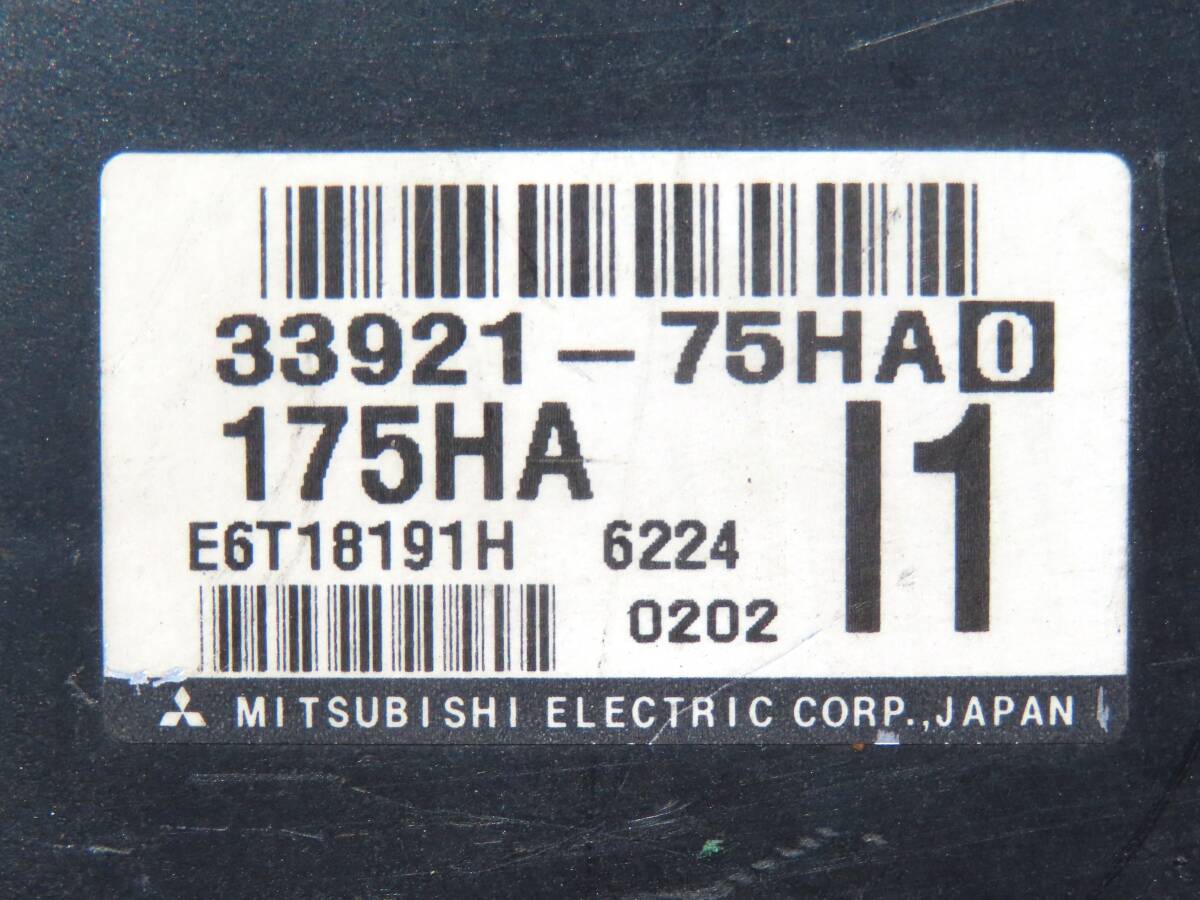 33921-75HA0
175HA I1
E6T18191H 6224
0202
MITSUBISHI ELECTRIC CORP.,JAPAN